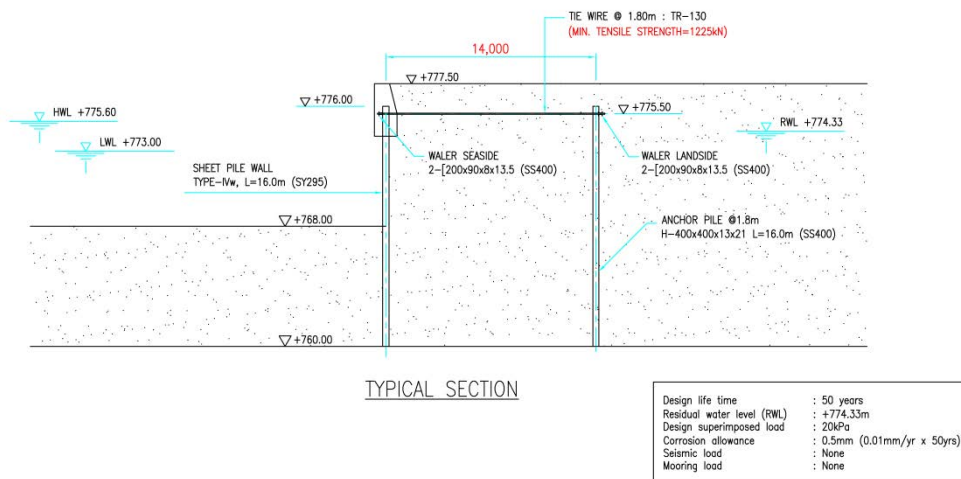 TIE WIRE @ 1.80m : TR-130
(MIN. TENSILE STRENGTH=1225kN)
14,000
+777.50
+776.00
+775.50
HWL +775.60
RWL +774.33
LWL +773.00
WALER SEASIDE
2-[200x90x8x13.5 (SS400)
WALER LANDSIDE
2-[200x90x8x13.5 (SS400)
SHEET PILE WALL
TYPE-IVw, L=16.0m (SY295)
+768.00
ANCHOR PILE @1.8m
H-400x400x13x21 L=16.0m (SS400)
+760.00
TYPICAL SECTION
Design life time : 50 years
Residual water level (RWL) : +774.33m
Design superimposed load : 20kPa
Corrosion allowance : 0.5mm (0.01mm/yr x 50yrs)
Seismic load : None
Mooring load : None